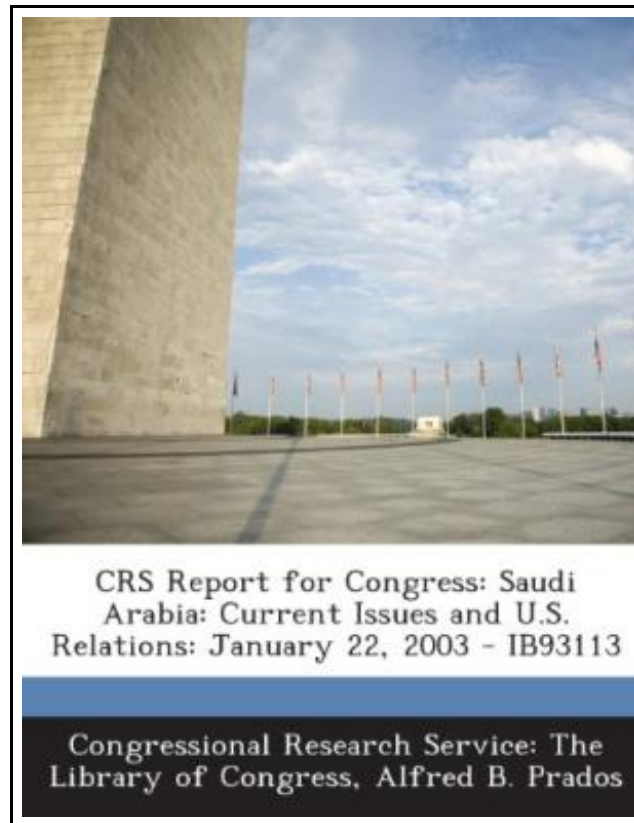 CRS Report for Congress: Saudi
Arabia: Current Issues and U.S.
Relations: January 22, 2003 - IB93113
Congressional Research Service: The
Library of Congress, Alfred B. Prados